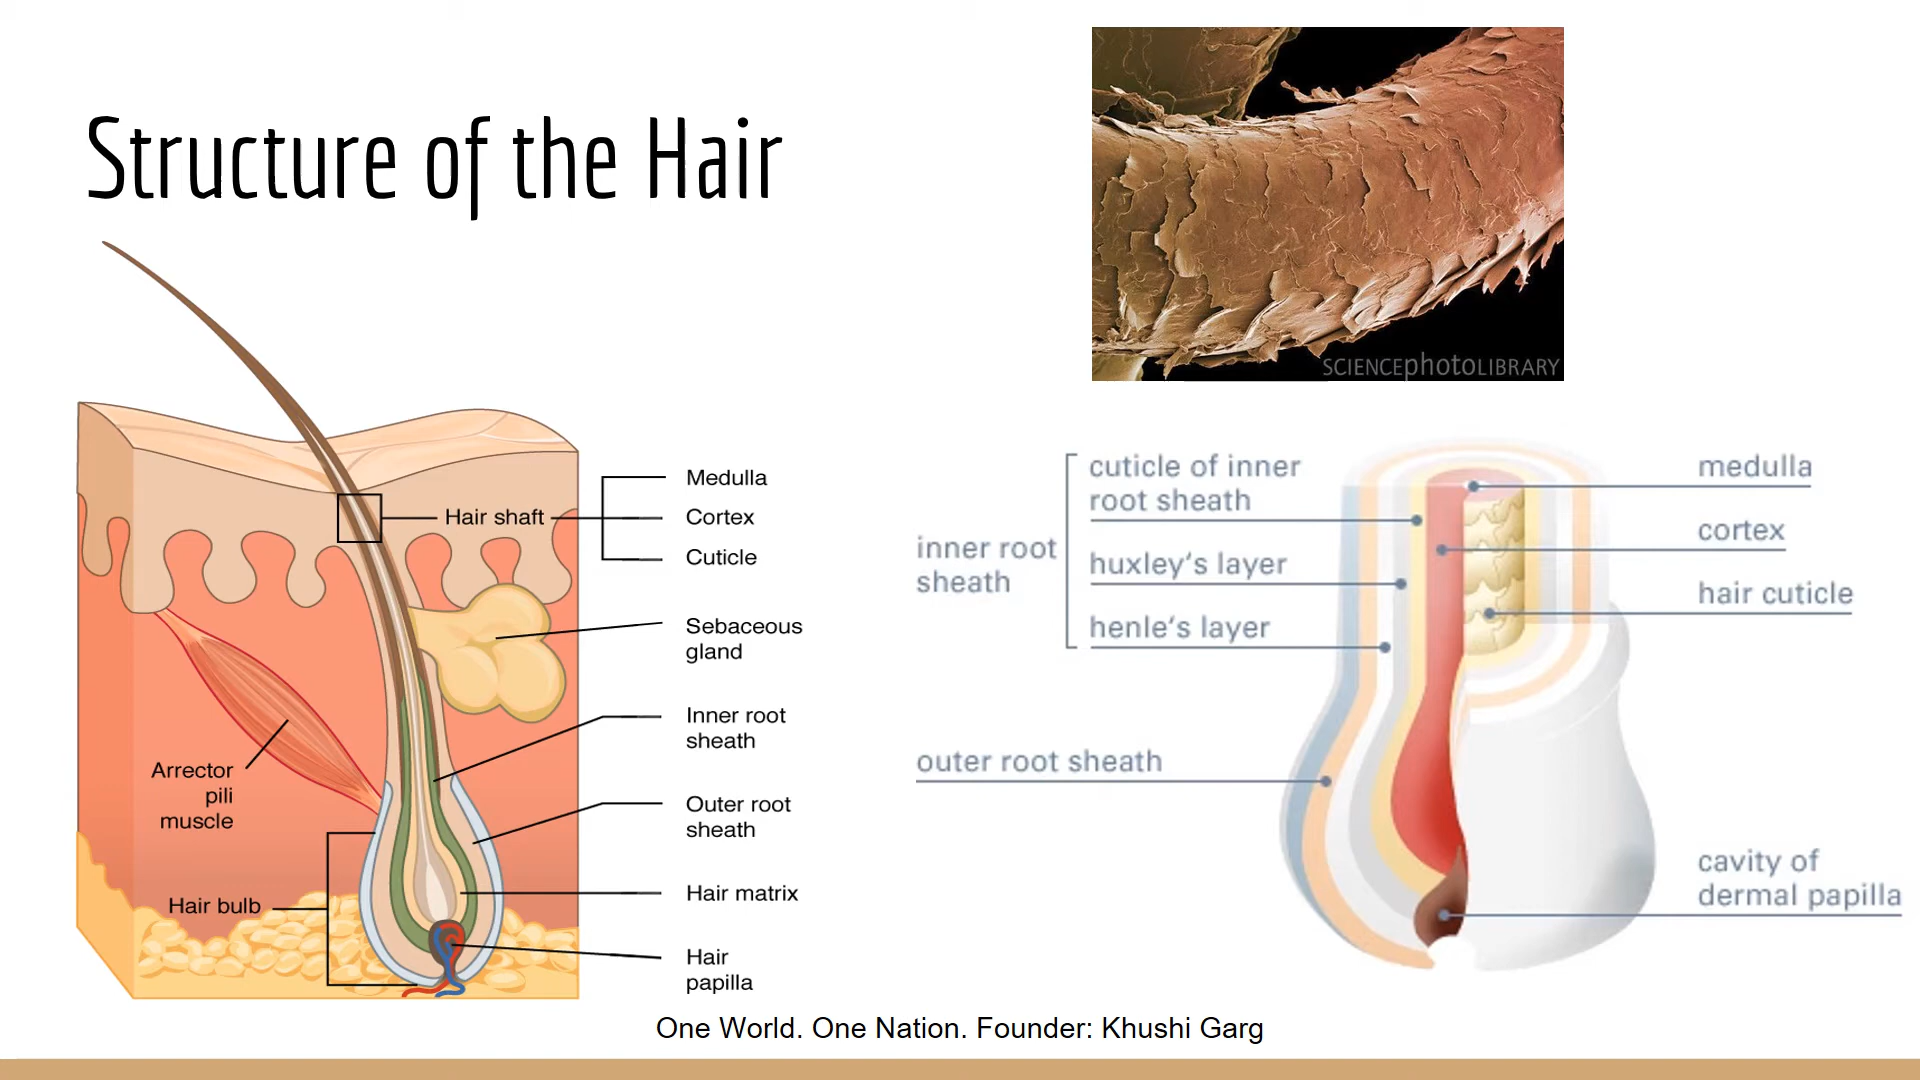 Structure of the Hair
SCIENCEphotoLIBRARY
Medulla
Hair shaft
Cortex
Cuticle
Sebaceous
gland
Inner root
sheath
Arrector
pili
muscle
Outer root
sheath
Hair bulb
Hair matrix
Hair
papilla
cuticle of inner
root sheath
inner root
sheath
huxley's layer
henle's layer
outer root sheath
medulla
cortex
hair cuticle
cavity of
dermal papilla
One World. One Nation. Founder: Khushi Garg